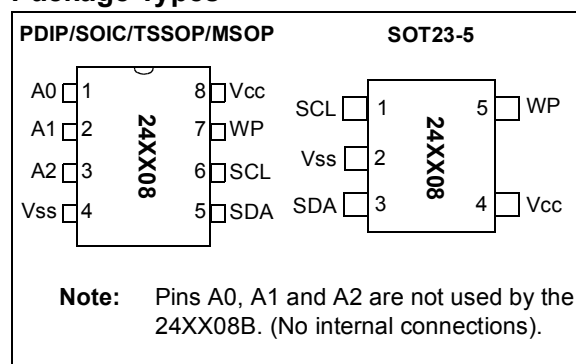 Package Types
PDIP/SOIC/TSSOP/MSOP
SOT23-5
A0 1 8 Vcc
A1 2 7 WP
A2 3 6 SCL
Vss 4 5 SDA
24XX08
SCL 1 5 WP
Vss 2
SDA 3 4 Vcc
24XX08
Note: Pins A0, A1 and A2 are not used by the
24XX08B. (No internal connections).